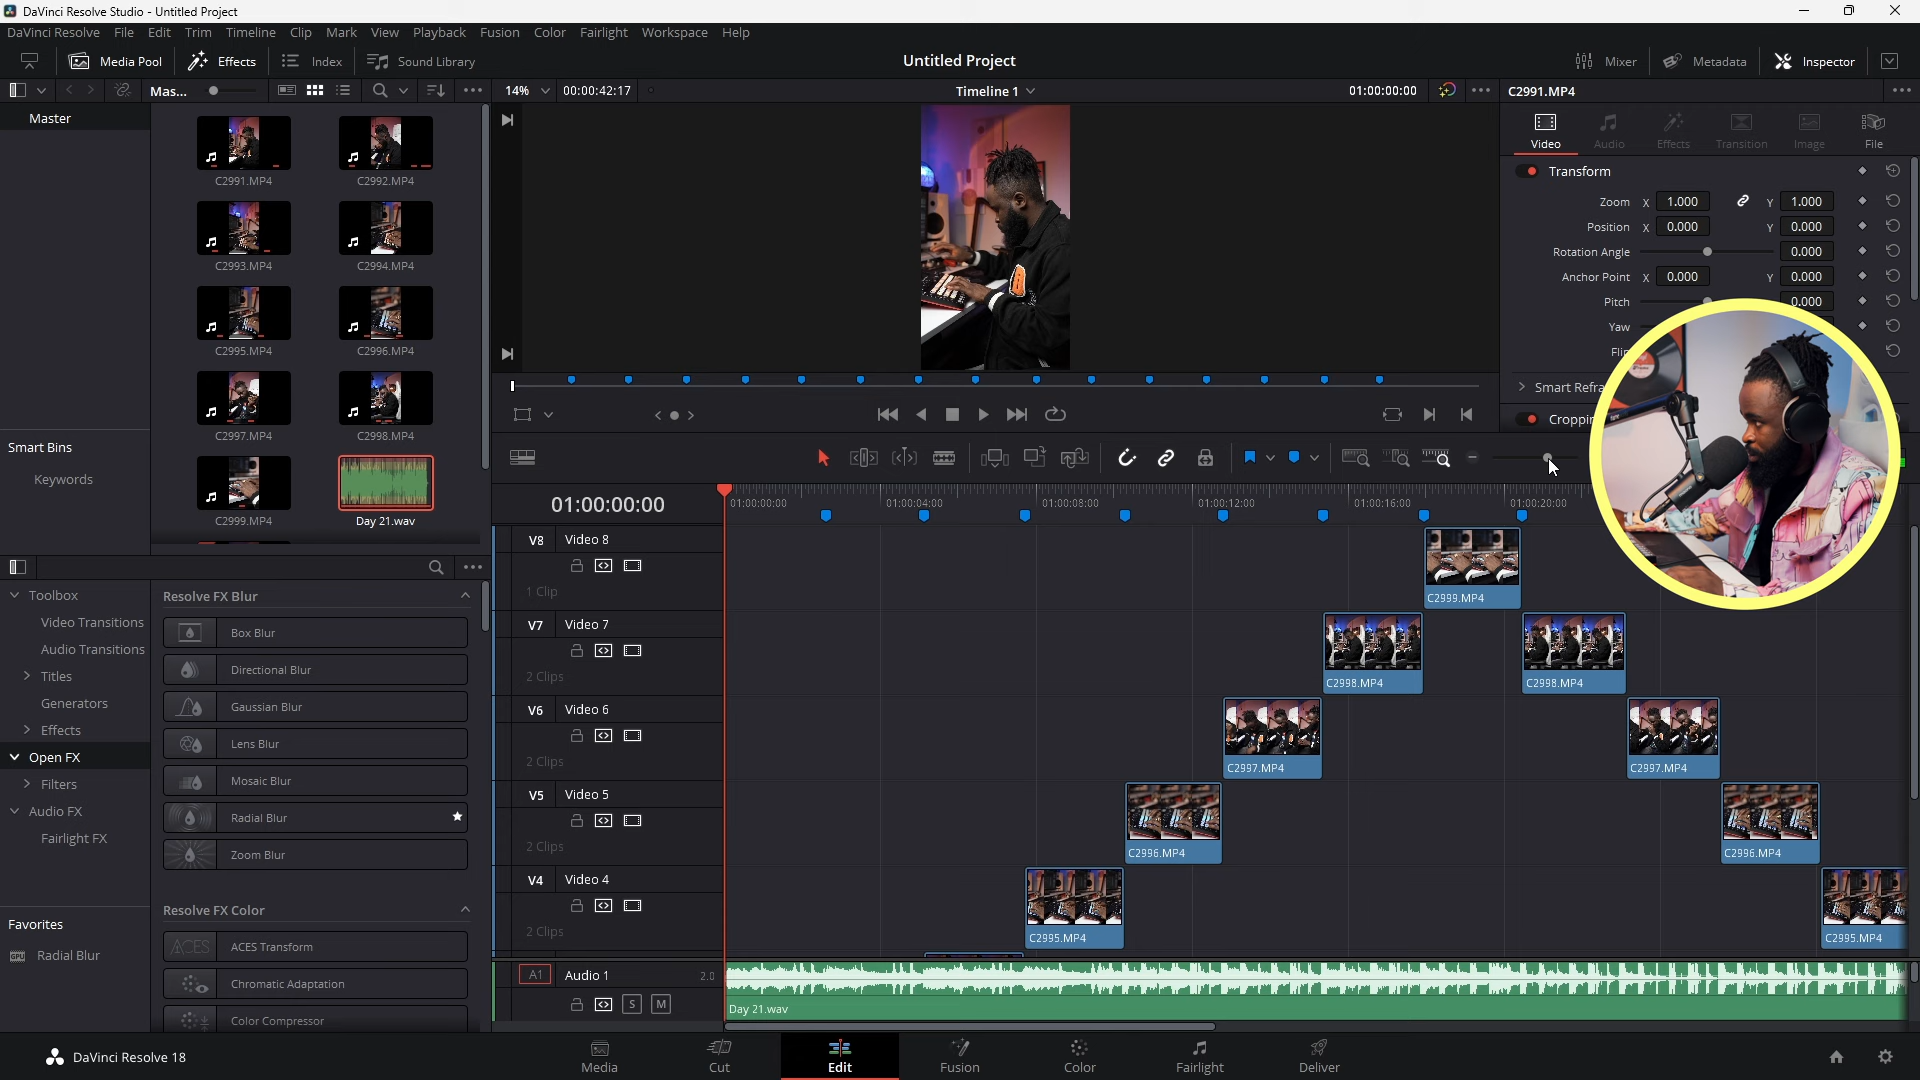 DaVinci Resolve Studio - Untitled Project
DaVinci Resolve File Edit Trim Timeline Clip Mark View Playback Fusion Color Fairlight Workspace Help
Media Pool Effects Index Sound Library Untitled Project Mixer Metadata Inspector
Mas... 14% 00:00:42:17 Timeline 1 01:00:00:00 C2991.MP4
Master
C2991.MP4 C2992.MP4
C2993.MP4 C2994.MP4
C2995.MP4 C2996.MP4
C2997.MP4 C2998.MP4
C2999.MP4 Day 21.wav
Smart Bins
Keywords
Video Audio Effects Transition Image File
Transform
Zoom X 1.000 Y 1.000
Position X 0.000 Y 0.000
Rotation Angle 0.000
Anchor Point X 0.000 Y 0.000
Pitch 0.000
Yaw
Smart Refra
Croppin
Toolbox
Video Transitions
Audio Transitions
Titles
Generators
Effects
Open FX
Filters
Audio FX
Fairlight FX
Favorites
Radial Blur
Resolve FX Blur
Box Blur
Directional Blur
Gaussian Blur
Lens Blur
Mosaic Blur
Radial Blur
Zoom Blur
Resolve FX Color
ACES ACES Transform
Chromatic Adaptation
Color Compressor
01:00:00:00
01:00:00:00 01:00:04:00 01:00:08:00 01:00:12:00 01:00:16:00 01:00:20:00
V8 Video 8
1 Clip
C2999.MP4
V7 Video 7
2 Clips
C2998.MP4 C2998.MP4
V6 Video 6
2 Clips
C2997.MP4 C2997.MP4
V5 Video 5
2 Clips
C2996.MP4 C2996.MP4
V4 Video 4
2 Clips
C2995.MP4 C2995.MP4
A1 Audio 1 2.0
S M
Day 21.wav
DaVinci Resolve 18
Media Cut Edit Fusion Color Fairlight Deliver